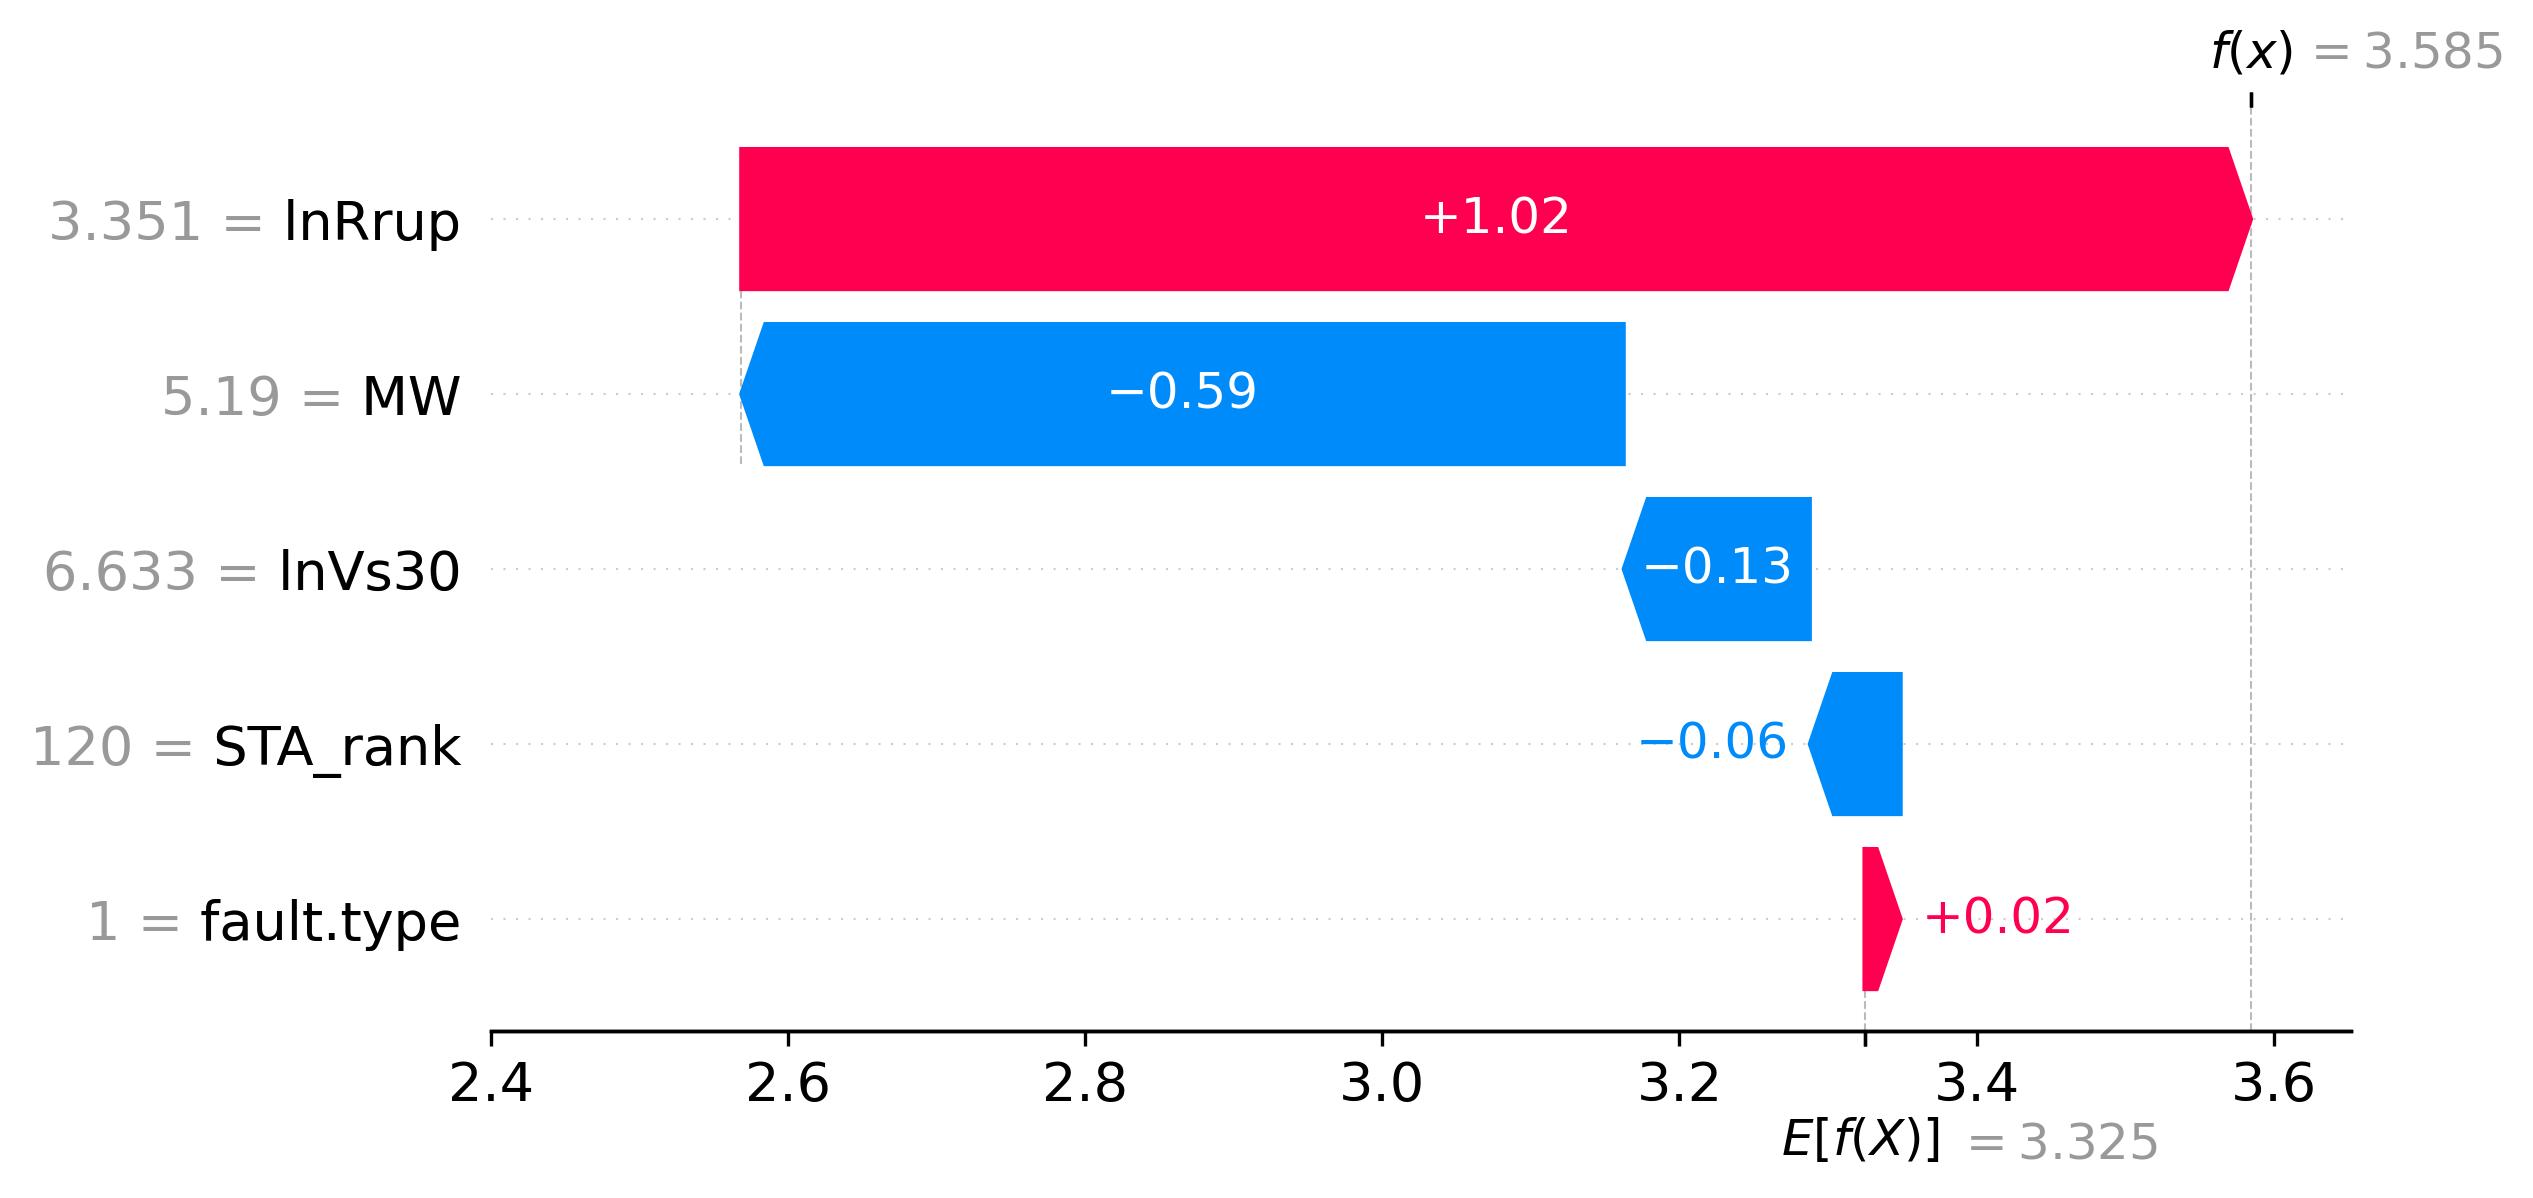 f(x) = 3.585
3.351 = lnRrup
+1.02
5.19 = MW
−0.59
6.633 = lnVs30
−0.13
120 = STA_rank
−0.06
1 = fault.type
+0.02
2.4 2.6 2.8 3.0 3.2 3.4 3.6
E[f(X)] = 3.325